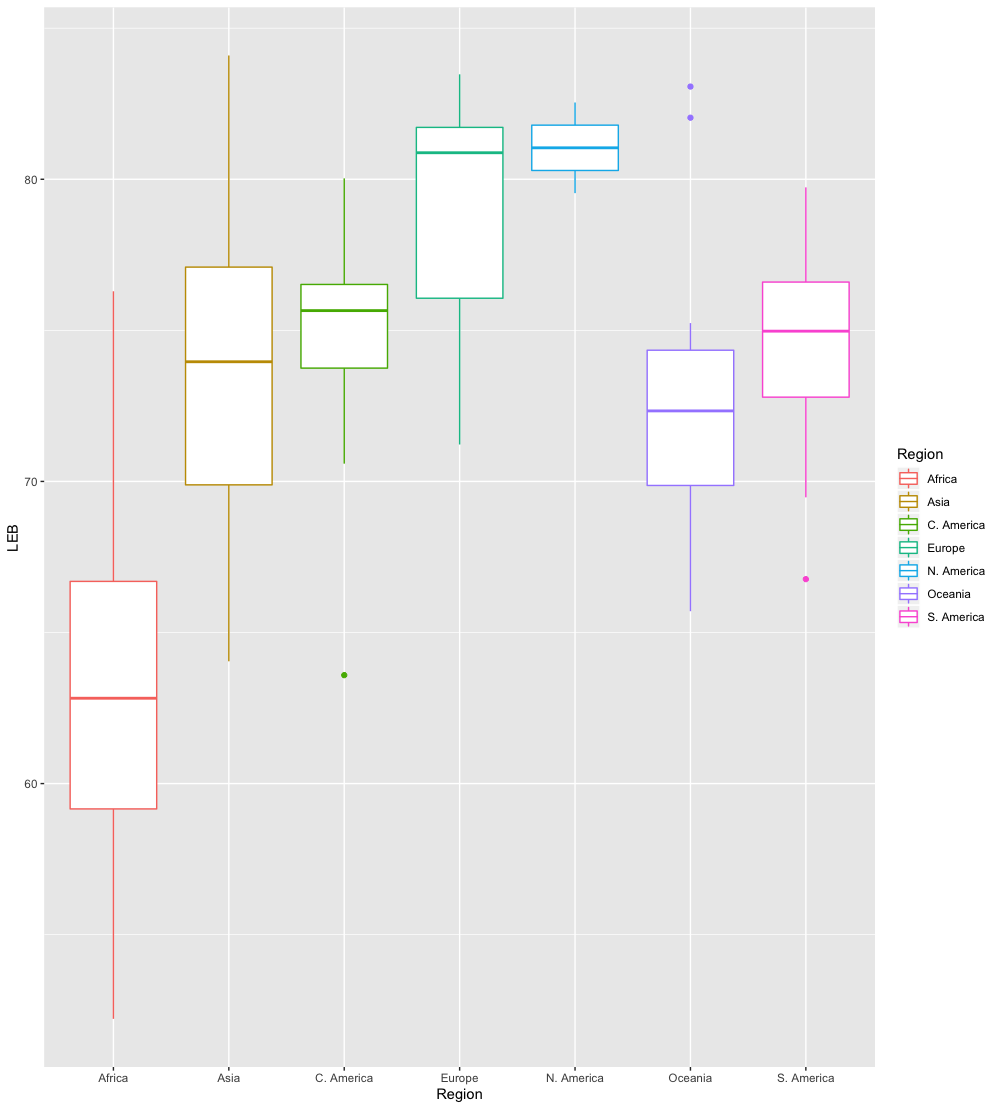 80
70
60
LEB
Africa
Asia
C. America
Europe
N. America
Oceania
S. America
Region
Region
Africa
Asia
C. America
Europe
N. America
Oceania
S. America